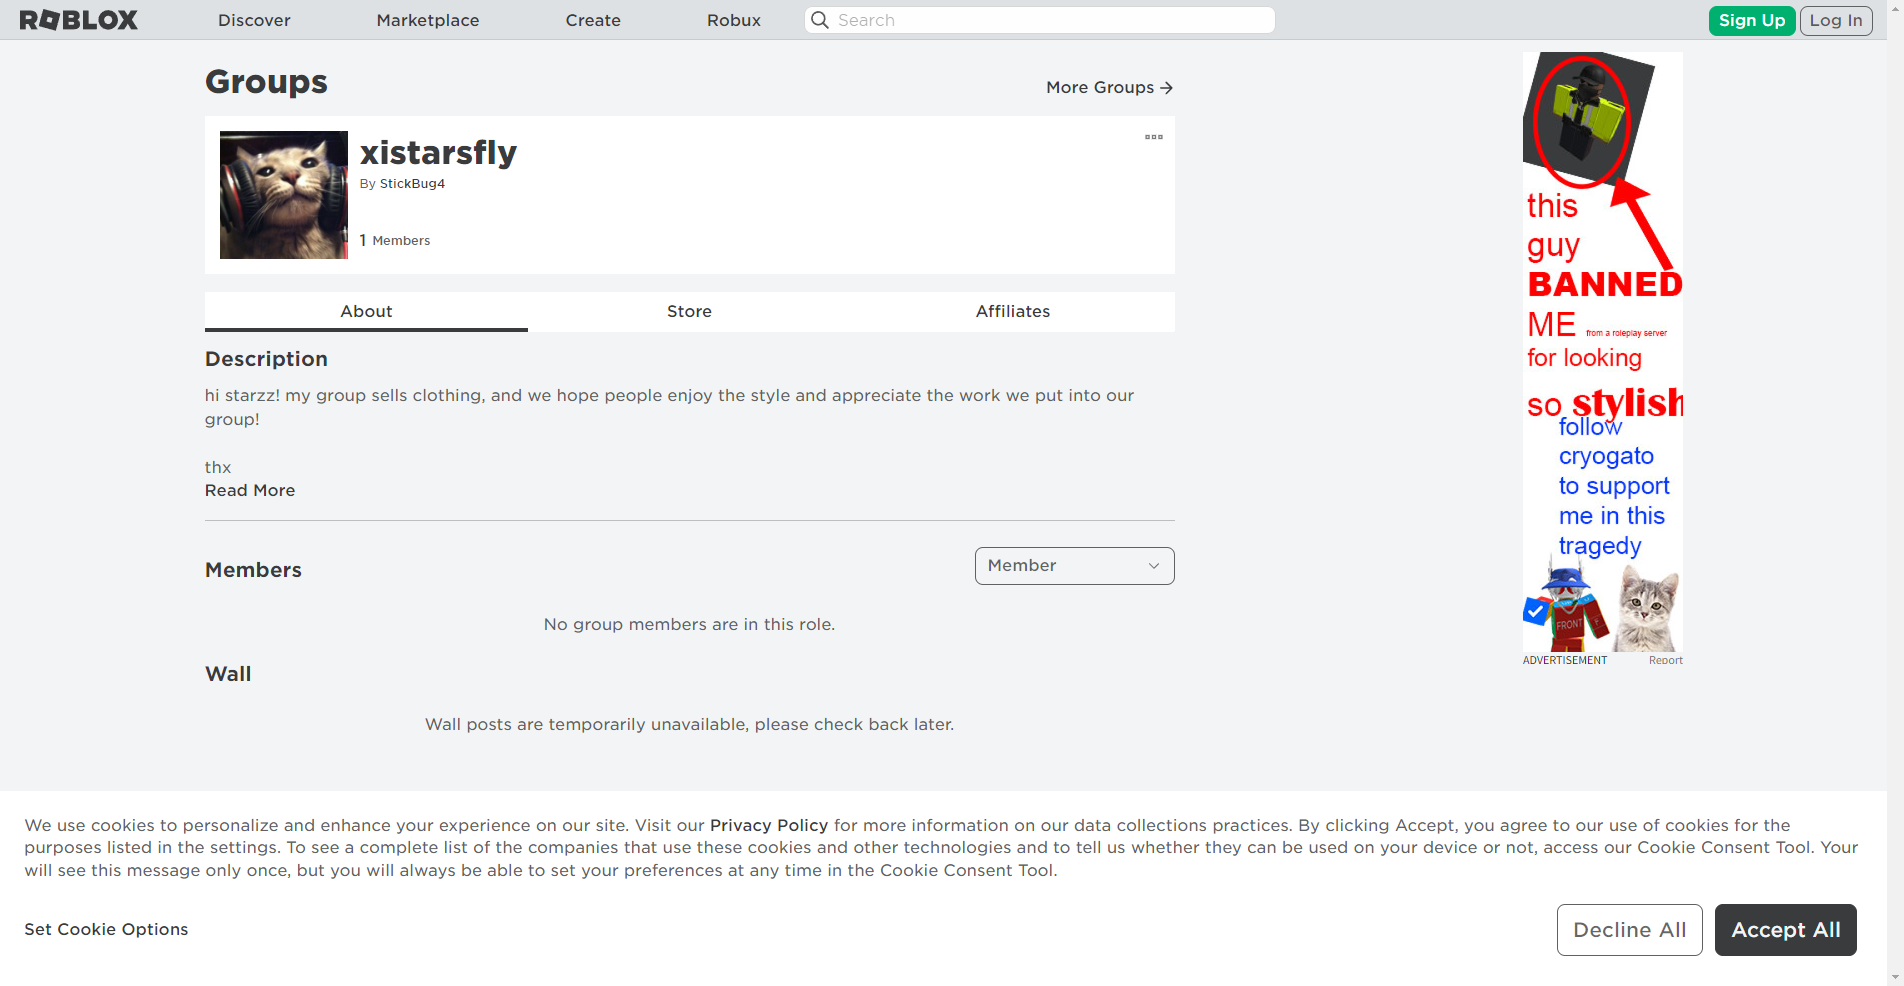 ROBLOX Discover Marketplace Create Robux Search Sign Up Log In
Groups
More Groups
xistarsfly
By StickBug4
1 Members
About Store Affiliates
Description
hi starzz! my group sells clothing, and we hope people enjoy the style and appreciate the work we put into our
group!
thx
Read More
Members
Member
No group members are in this role.
Wall
Wall posts are temporarily unavailable, please check back later.
this
guy
BANNED
ME from a roleplay server
for looking
so stylish
follow
cryogato
to support
me in this
tragedy
FRONT F
ADVERTISEMENT Report
We use cookies to personalize and enhance your experience on our site. Visit our Privacy Policy for more information on our data collections practices. By clicking Accept, you agree to our use of cookies for the
purposes listed in the settings. To see a complete list of the companies that use these cookies and other technologies and to tell us whether they can be used on your device or not, access our Cookie Consent Tool. Your
will see this message only once, but you will always be able to set your preferences at any time in the Cookie Consent Tool.
Set Cookie Options
Decline All Accept All